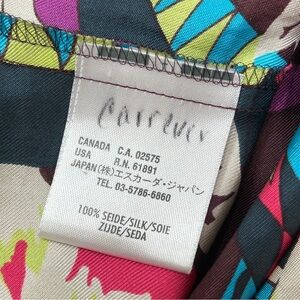 CANADA C.A. 02575
USA R.N. 61891
JAPAN(株)エスカーダ・ジャパン
TEL. 03-5786-6860
100% SEIDE/SILK/SOIE
ZIJDE/SEDA